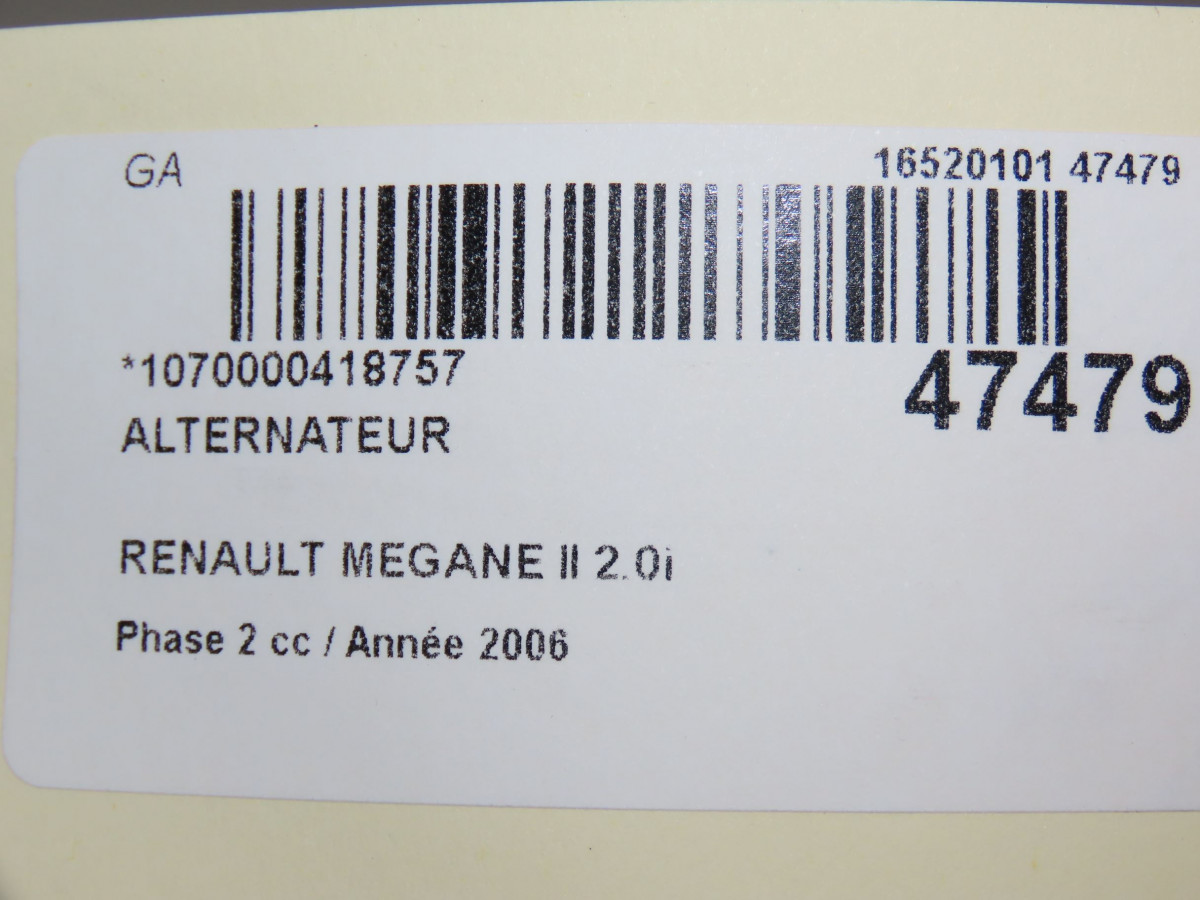 GA
16520101 47479
*1070000418757
47479
ALTERNATEUR
RENAULT MEGANE II 2.0i
Phase 2 cc / Année 2006